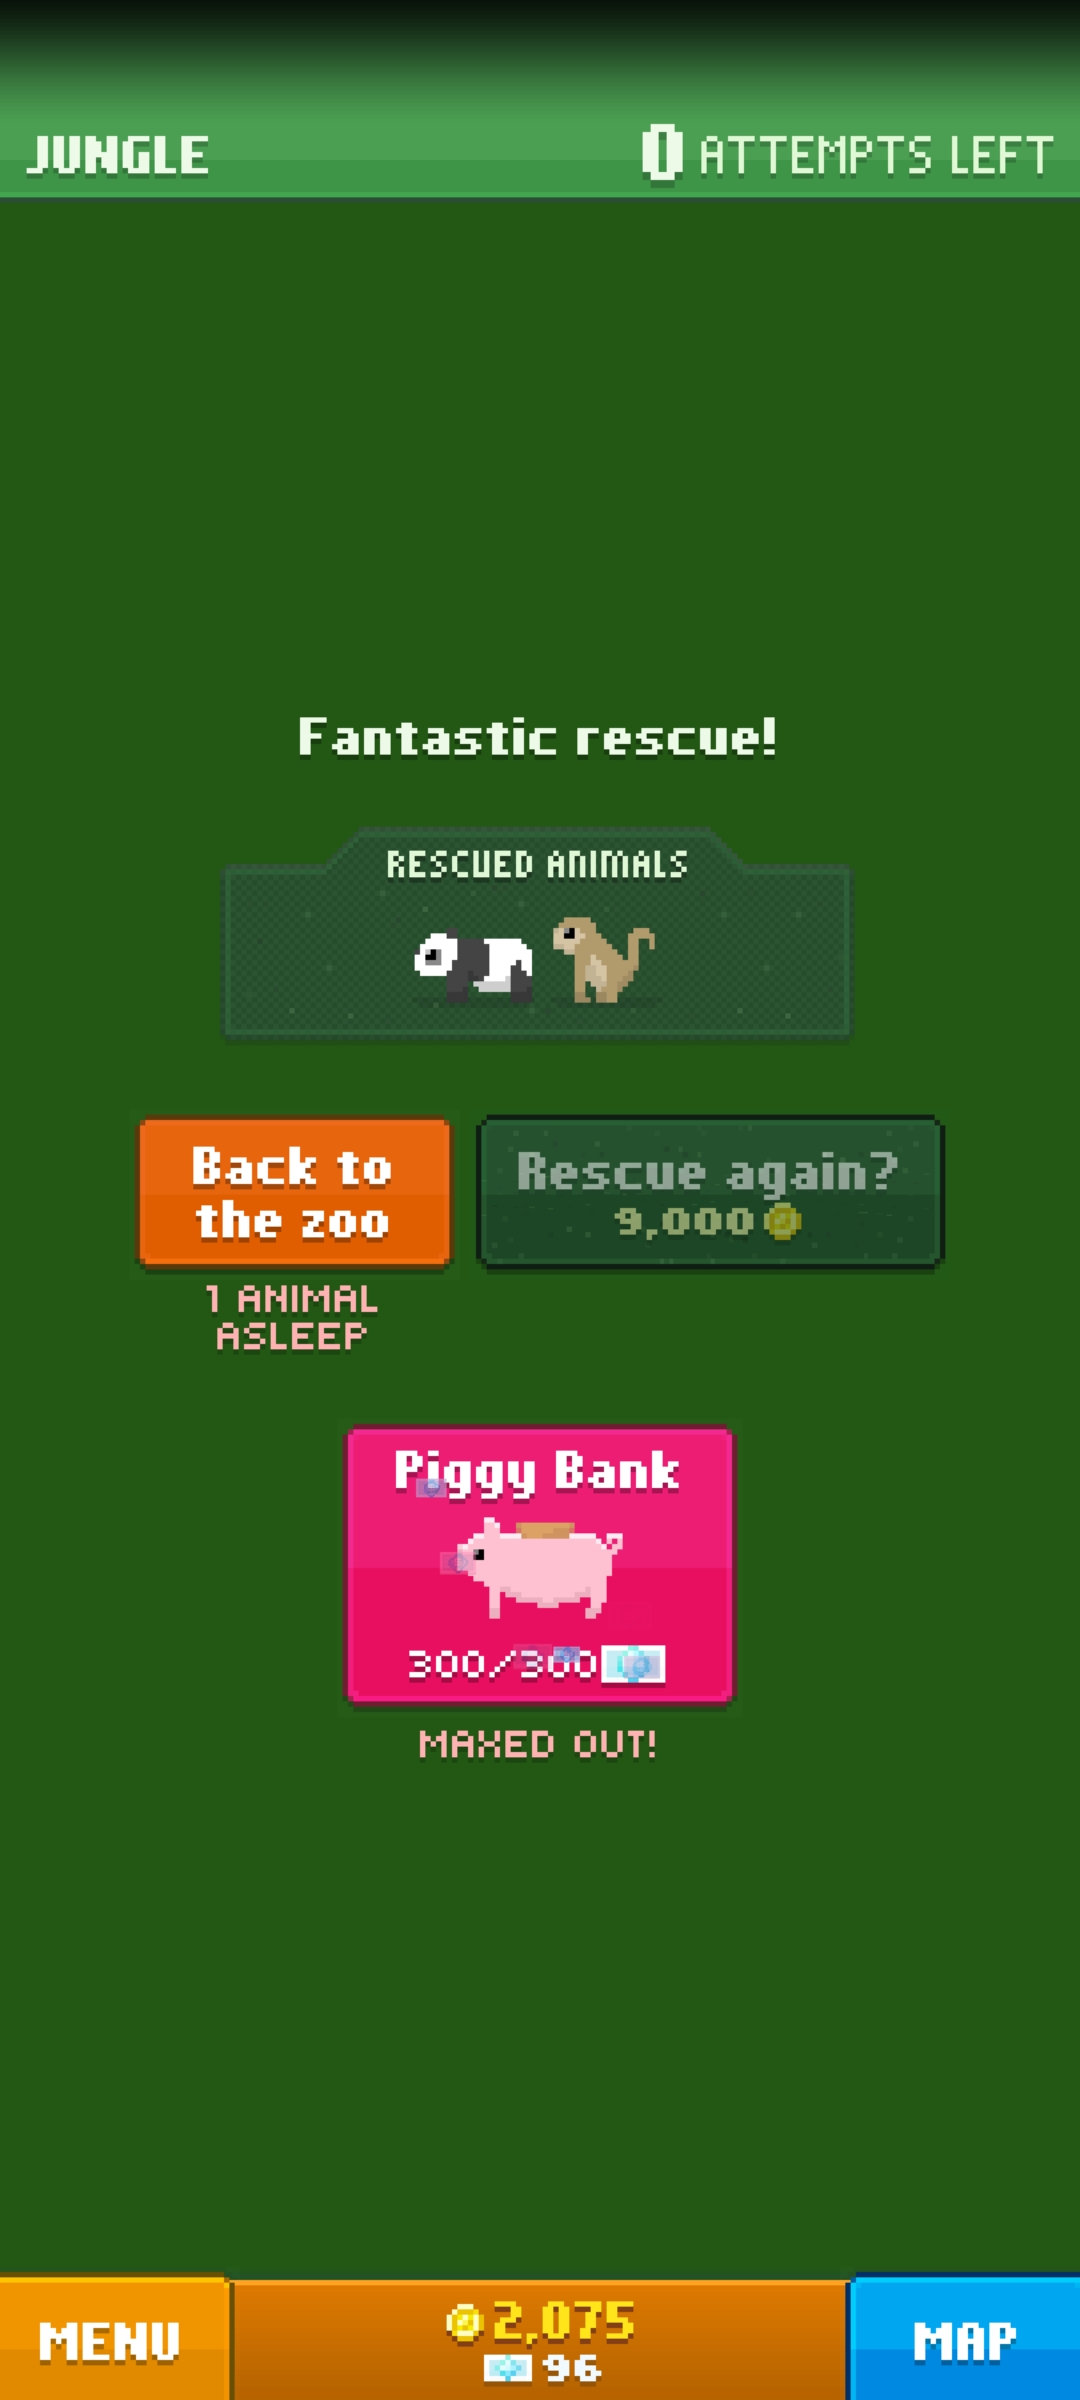 JUNGLE
0 ATTEMPTS LEFT
Fantastic rescue!
RESCUED ANIMALS
Back to
the zoo
Rescue again?
9,000
1 ANIMAL
ASLEEP
Piggy Bank
300/300
MAXED OUT!
MENU
2,075
96
MAP